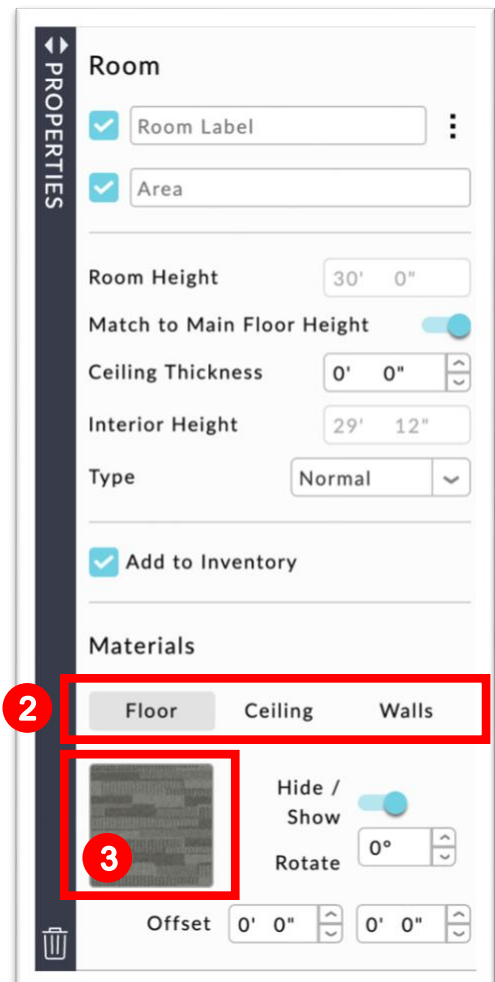 PROPERTIES
Room
Room Label
Area
Room Height 30' 0"
Match to Main Floor Height
Ceiling Thickness 0' 0"
Interior Height 29' 12"
Type Normal
Add to Inventory
Materials
2 Floor Ceiling Walls
3
Hide /
Show
Rotate 0°
Offset 0' 0" 0' 0"